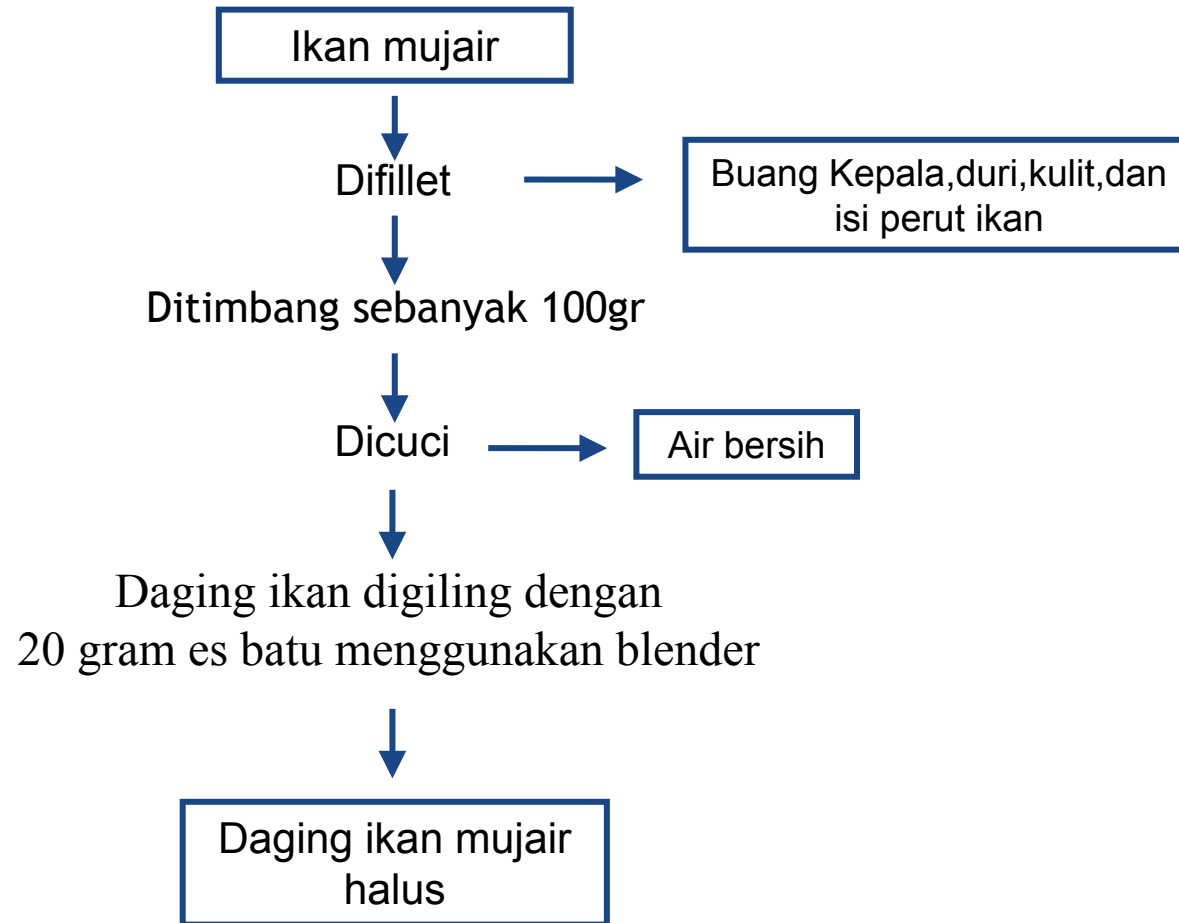 Ikan mujair
Difillet
Buang Kepala,duri,kulit,dan
isi perut ikan
Ditimbang sebanyak 100gr
Dicuci
Air bersih
Daging ikan digiling dengan
20 gram es batu menggunakan blender
Daging ikan mujair
halus